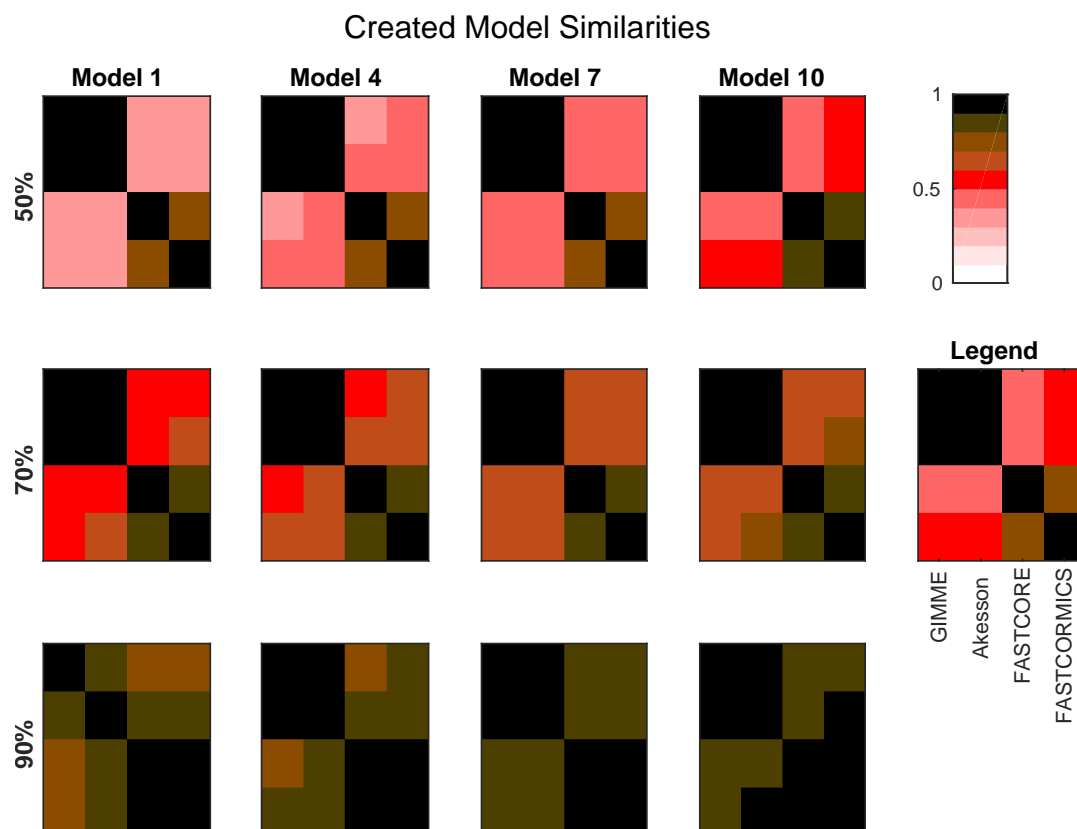 Created Model Similarities
Model 1
Model 4
Model 7
Model 10
50%
1
0.5
0
70%
Legend
GIMME
Akesson
FASTCORE
FASTCORMICS
90%